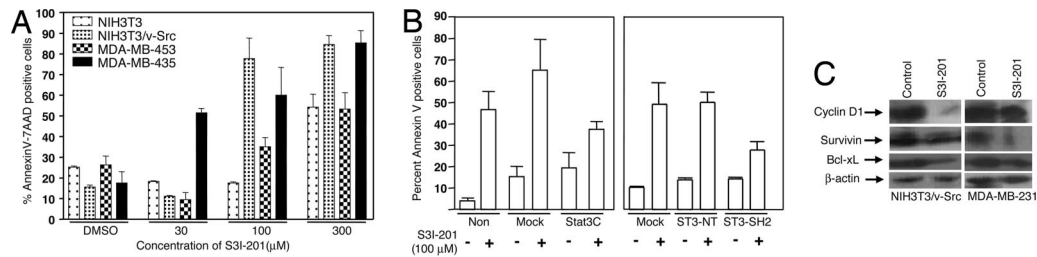 A
% AnnexinV-7AAD positive cells
100
90
80
70
60
50
40
30
20
10
0
NIH3T3
NIH3T3/v-Src
MDA-MB-453
MDA-MB-435
DMSO 30 100 300
Concentration of S3I-201(μM)
B
Percent Annexin V positive cells
90
80
70
60
50
40
30
20
10
0
Non Mock Stat3C Mock ST3-NT ST3-SH2
S3I-201
(100 μM)
- + - + - + - + - + - +
C
Control S3I-201 Control S3I-201
Cyclin D1
Survivin
Bcl-xL
β-actin
NIH3T3/v-Src MDA-MB-231